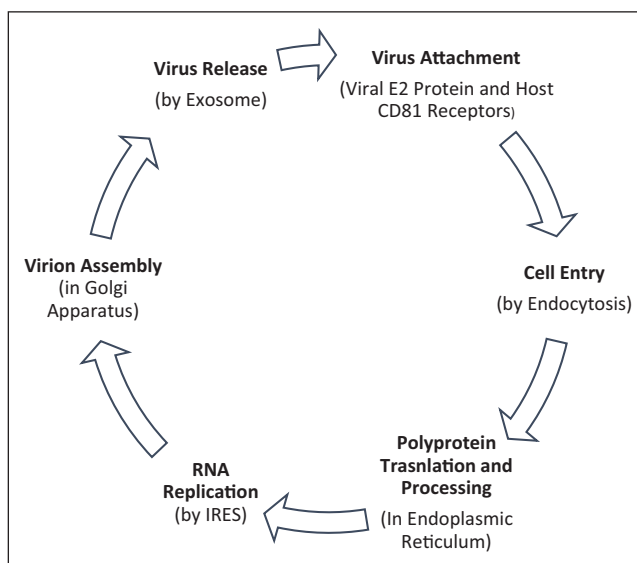 Virus Attachment
(Viral E2 Protein and Host
CD81 Receptors)
Cell Entry
(by Endocytosis)
Polyprotein
Trasnlation and
Processing
(In Endoplasmic
Reticulum)
RNA
Replication
(by IRES)
Virion Assembly
(in Golgi
Apparatus)
Virus Release
(by Exosome)